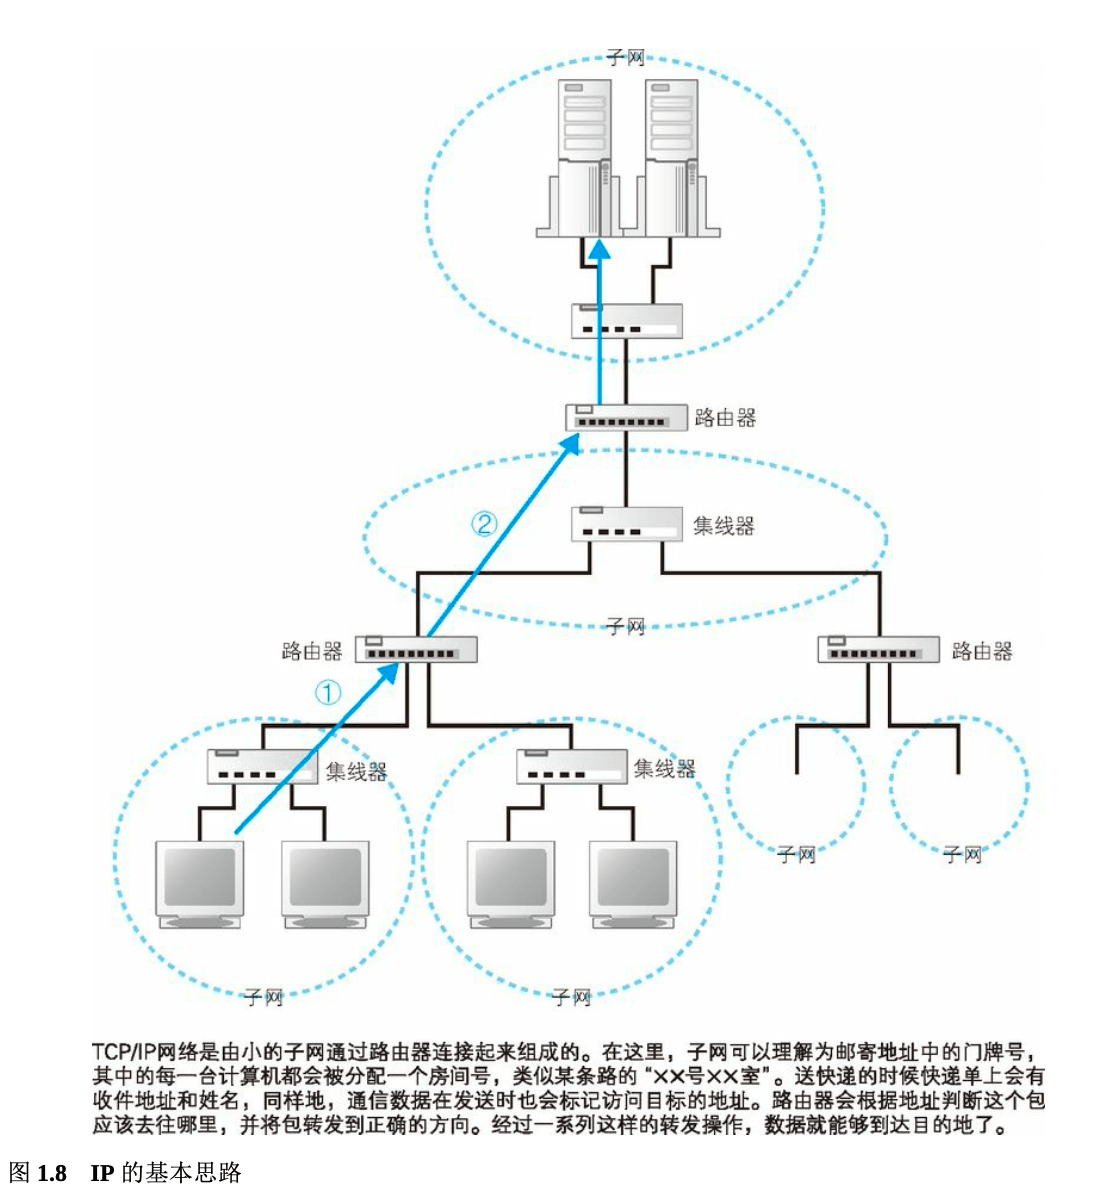 子网
路由器
②
集线器
子网
路由器
路由器
①
集线器
集线器
子网
子网
子网
子网
TCP/IP网络是由小的子网通过路由器连接起来组成的。在这里，子网可以理解为邮寄地址中的门牌号，
其中的每一台计算机都会被分配一个房间号，类似某条路的“××号××室”。送快递的时候快递单上会有
收件地址和姓名，同样地，通信数据在发送时也会标记访问目标的地址。路由器会根据地址判断这个包
应该去往哪里，并将包转发到正确的方向。经过一系列这样的转发操作，数据就能够到达目的地了。
图 1.8 IP 的基本思路